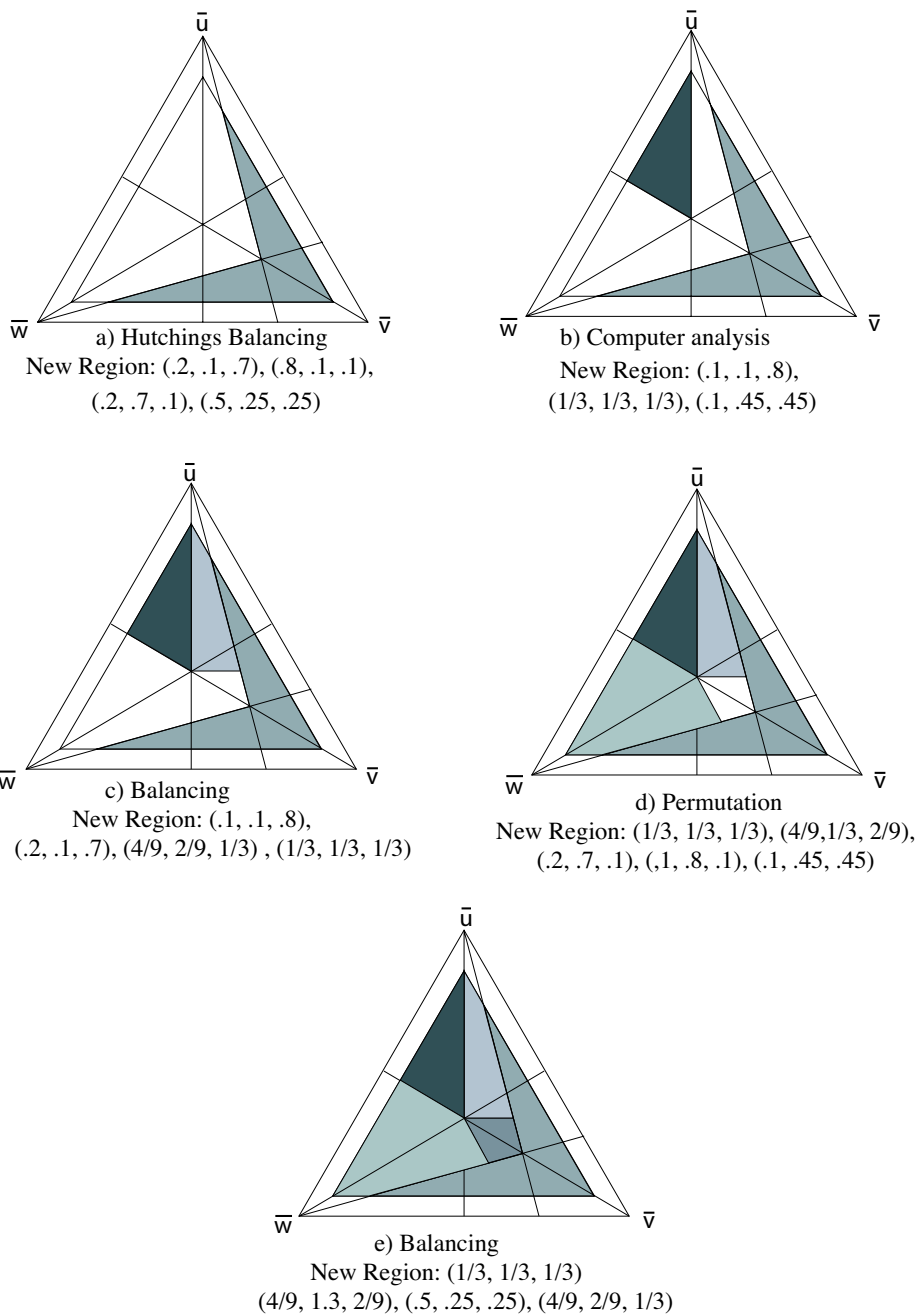 ū
w̄
v̄
a) Hutchings Balancing
New Region: (.2, .1, .7), (.8, .1, .1),
(.2, .7, .1), (.5, .25, .25)
ū
w̄
v̄
b) Computer analysis
New Region: (.1, .1, .8),
(1/3, 1/3, 1/3), (.1, .45, .45)
ū
w̄
v̄
c) Balancing
New Region: (.1, .1, .8),
(.2, .1, .7), (4/9, 2/9, 1/3) , (1/3, 1/3, 1/3)
ū
w̄
v̄
d) Permutation
New Region: (1/3, 1/3, 1/3), (4/9,1/3, 2/9),
(.2, .7, .1), (,1, .8, .1), (.1, .45, .45)
ū
w̄
v̄
e) Balancing
New Region: (1/3, 1/3, 1/3)
(4/9, 1.3, 2/9), (.5, .25, .25), (4/9, 2/9, 1/3)